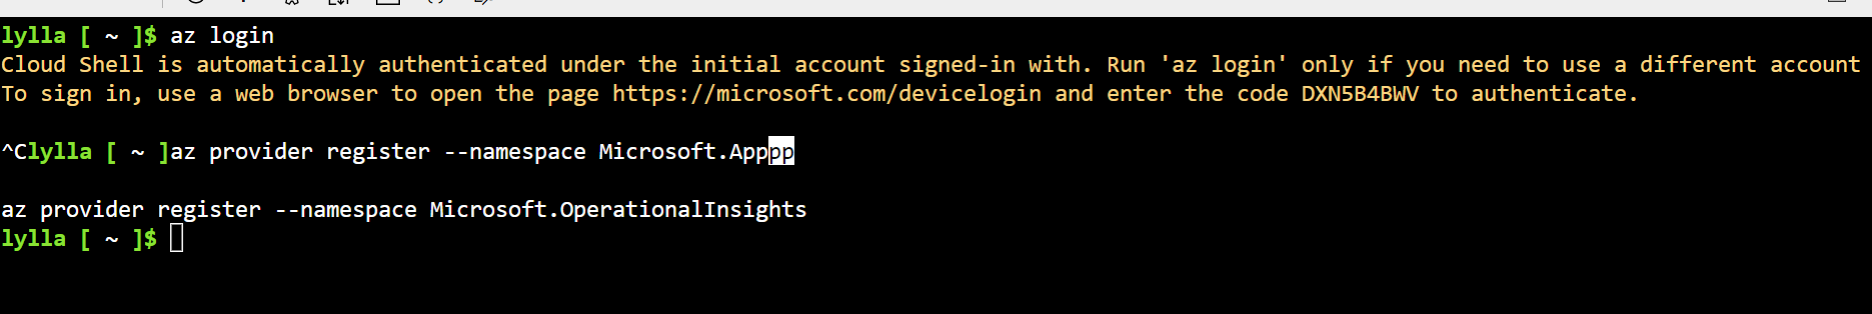 lylla [ ~ ]$ az login
Cloud Shell is automatically authenticated under the initial account signed-in with. Run 'az login' only if you need to use a different account
To sign in, use a web browser to open the page https://microsoft.com/devicelogin and enter the code DXN5B4BWV to authenticate.
^Clylla [ ~ ]az provider register --namespace Microsoft.Apppp
az provider register --namespace Microsoft.OperationalInsights
lylla [ ~ ]$